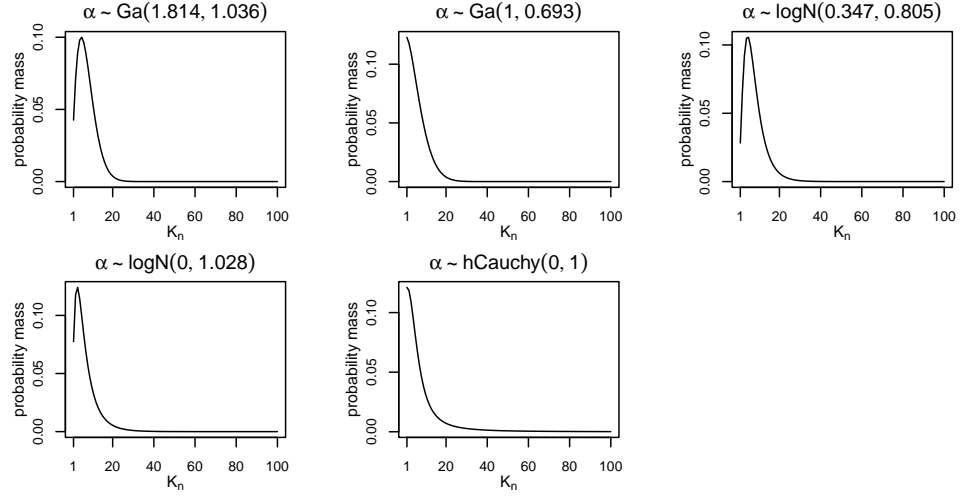 α ~ Ga(1.814, 1.036)
probability mass
0.00 0.05 0.10
1 20 40 60 80 100
Kn
α ~ Ga(1, 0.693)
probability mass
0.00 0.05 0.10
1 20 40 60 80 100
Kn
α ~ logN(0.347, 0.805)
probability mass
0.00 0.05 0.10
1 20 40 60 80 100
Kn
α ~ logN(0, 1.028)
probability mass
0.00 0.05 0.10
1 20 40 60 80 100
Kn
α ~ hCauchy(0, 1)
probability mass
0.00 0.05 0.10
1 20 40 60 80 100
Kn